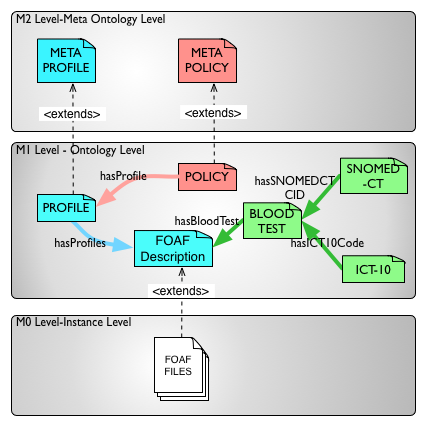 M2 Level-Meta Ontology Level
META
PROFILE
META
POLICY
<extends>
<extends>
M1 Level - Ontology Level
hasProfile
POLICY
SNOMED
-CT
hasSNOMEDCT
CID
PROFILE
hasBloodTest
BLOOD
TEST
hasProfiles
FOAF
Description
hasICT10Code
ICT-10
<extends>
M0 Level-Instance Level
FOAF
FILES